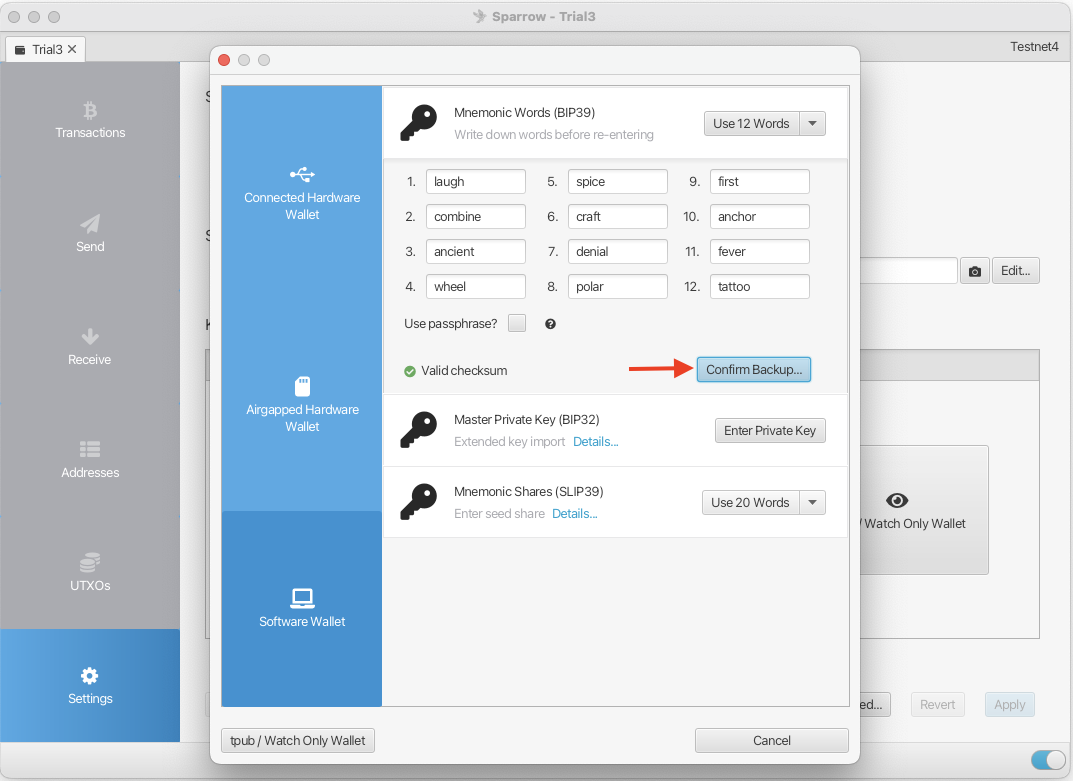 Sparrow - Trial3
Trial3
Testnet4
Transactions
Send
Receive
Addresses
UTXOs
Settings
Connected Hardware
Wallet
Airgapped Hardware
Wallet
Software Wallet
Mnemonic Words (BIP39)
Write down words before re-entering
Use 12 Words
1. laugh 5. spice 9. first
2. combine 6. craft 10. anchor
3. ancient 7. denial 11. fever
4. wheel 8. polar 12. tattoo
Use passphrase?
Valid checksum
Confirm Backup...
Master Private Key (BIP32)
Extended key import Details...
Enter Private Key
Mnemonic Shares (SLIP39)
Enter seed share Details...
Use 20 Words
tpub / Watch Only Wallet
Cancel
Edit...
/ Watch Only Wallet
ed...
Revert
Apply